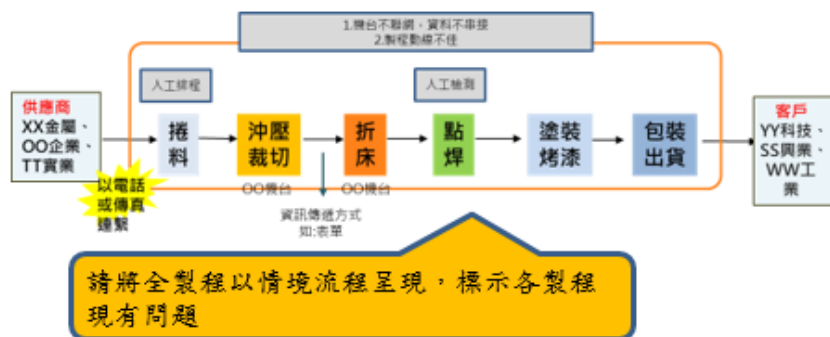 1.機台不聯網、資料不串接
2.製程動線不佳
人工排程
人工檢測
供應商
XX金屬、
OO企業、
TT實業
捲
料
沖壓
裁切
折
床
點
焊
塗裝
烤漆
包裝
出貨
客戶
YY科技、
SS興業、
WW工
業
以電話
或傳真
連繫
OO機台
OO機台
資訊傳遞方式
如:表單
請將全製程以情境流程呈現，標示各製程
現有問題